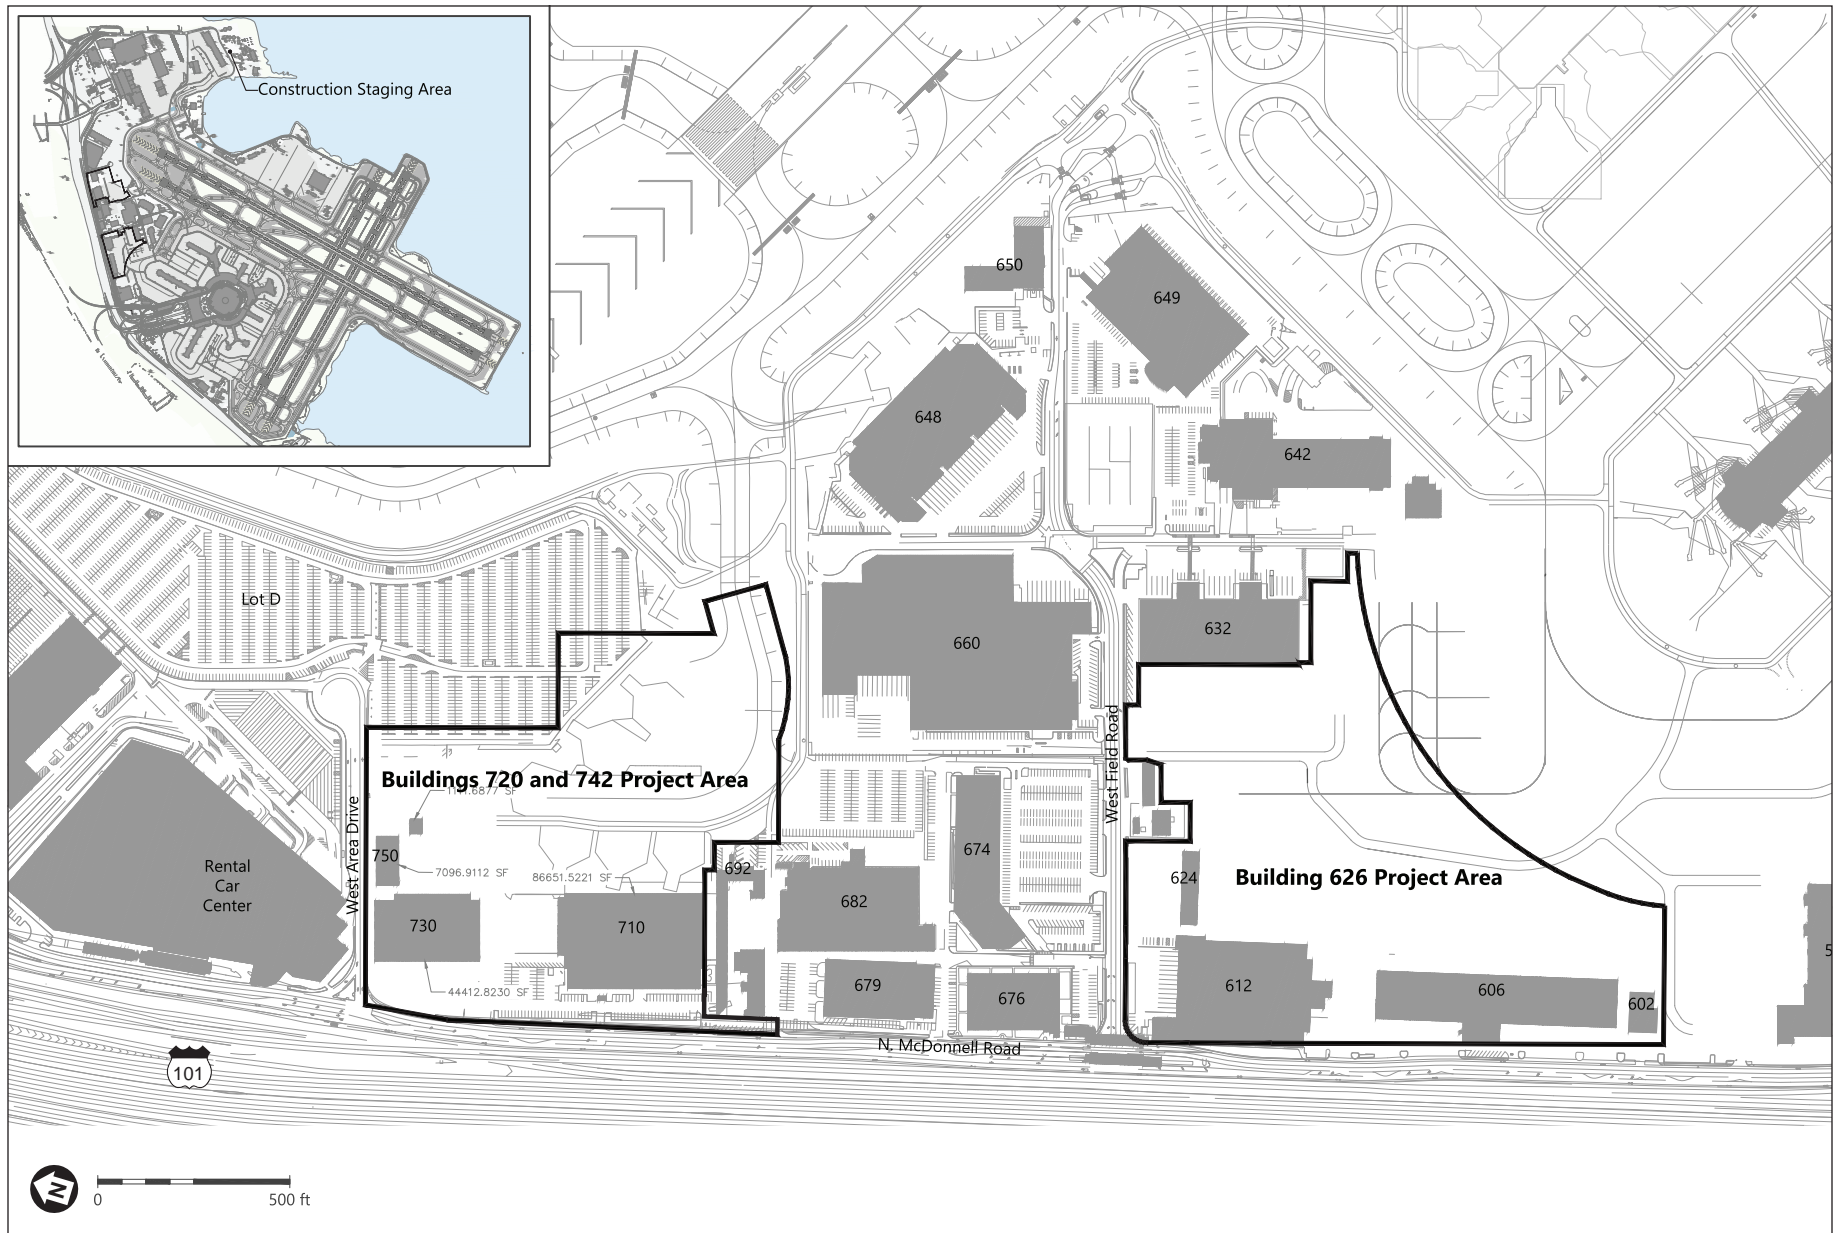 Construction Staging Area
650
649
648
642
Lot D
632
660
West Field Road
Buildings 720 and 742 Project Area
West Area Drive
674
750
7096.9112 SF
86651.5221 SF
692
Rental
Car
Center
624
Building 626 Project Area
682
730
710
5
679
676
612
606
602
44412.8230 SF
N. McDonnell Road
101
N
0
500 ft